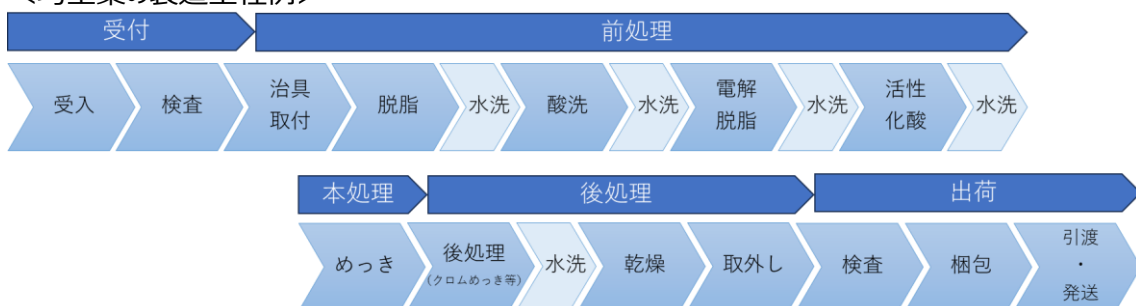 受付
前処理
受入
検査
治具
取付
脱脂
水洗
酸洗
水洗
電解
脱脂
水洗
活性
化酸
水洗
本処理
後処理
出荷
めっき
後処理
(クロムめっき等)
水洗
乾燥
取外し
検査
梱包
引渡
・
発送